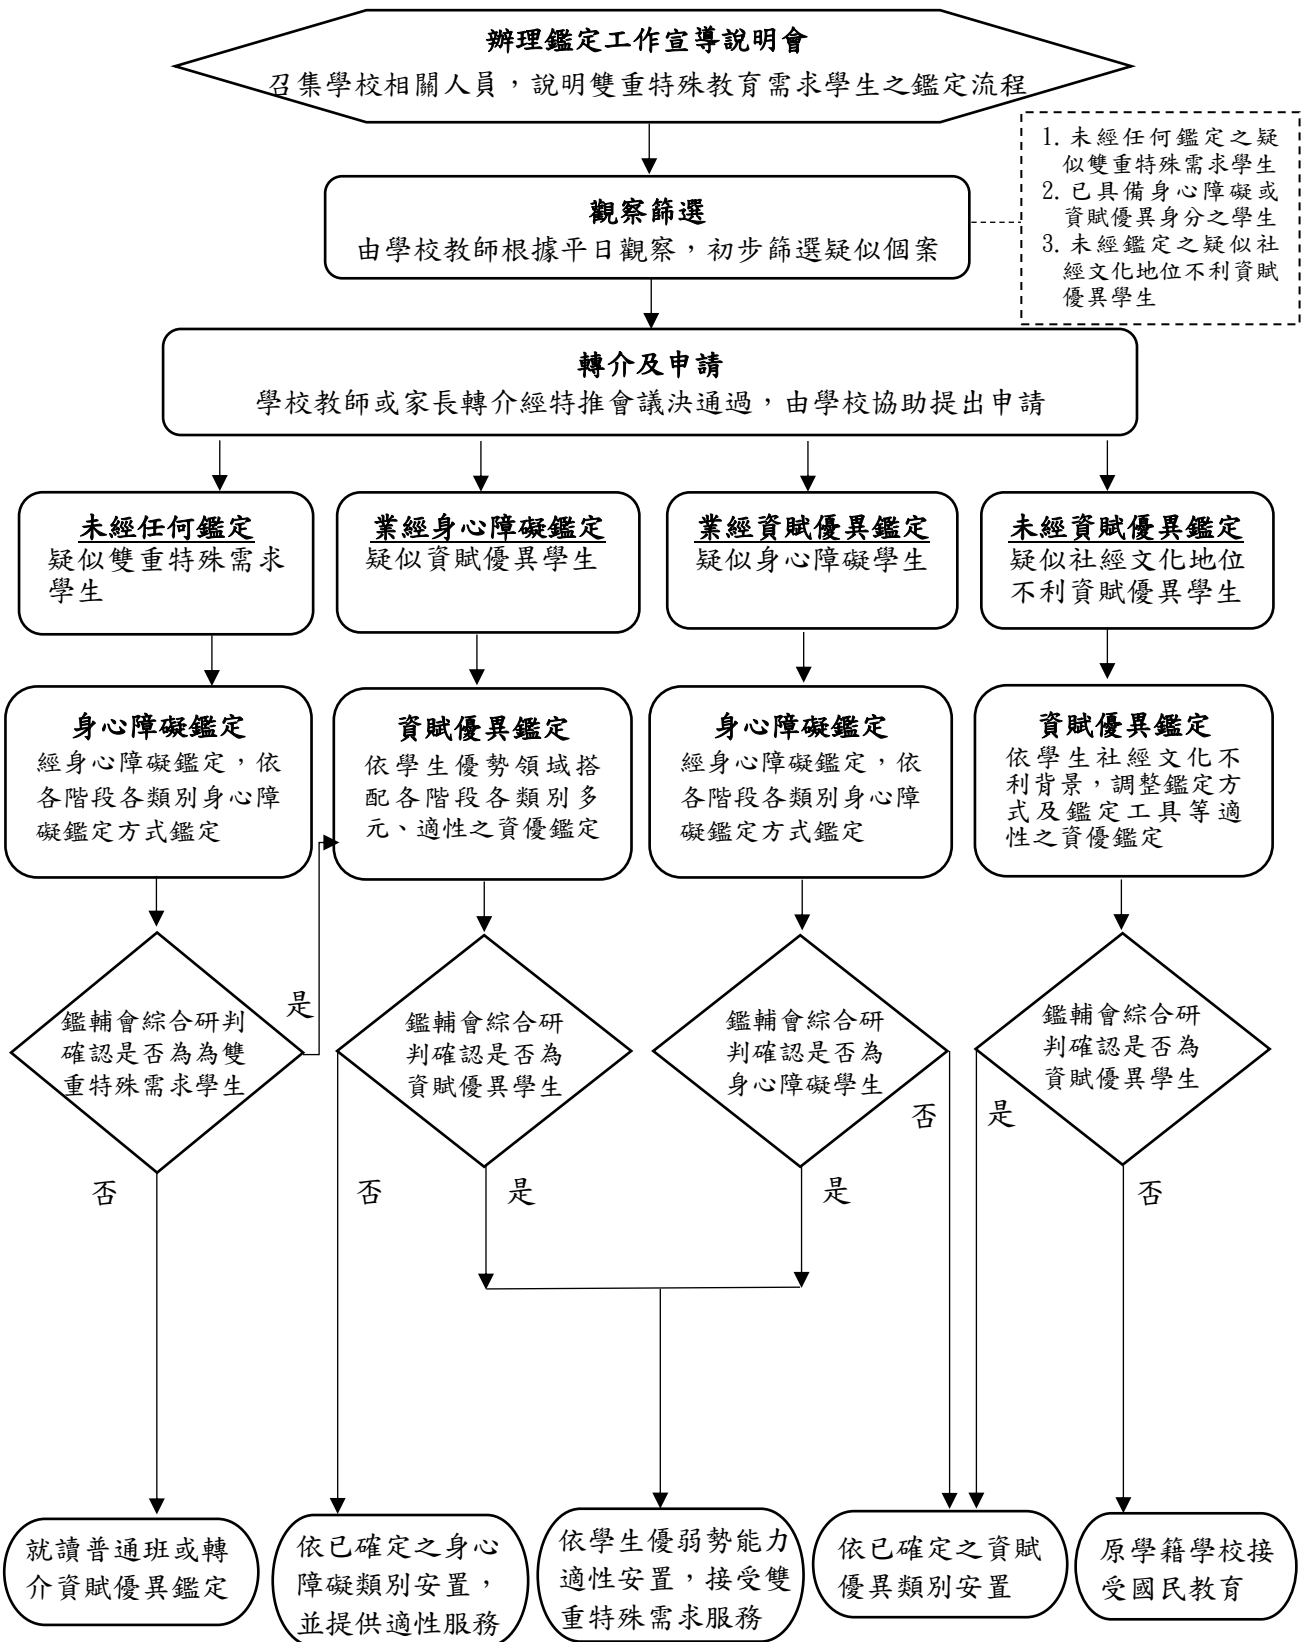 辦理鑑定工作宣導說明會
召集學校相關人員，說明雙重特殊教育需求學生之鑑定流程
1. 未經任何鑑定之疑
似雙重特殊需求學生
2. 已具備身心障礙或
資賦優異身分之學生
3. 未經鑑定之疑似社
經文化地位不利資賦
優異學生
觀察篩選
由學校教師根據平日觀察，初步篩選疑似個案
轉介及申請
學校教師或家長轉介經特推會議決通過，由學校協助提出申請
未經任何鑑定
疑似雙重特殊需求
學生
業經身心障礙鑑定
疑似資賦優異學生
業經資賦優異鑑定
疑似身心障礙學生
未經資賦優異鑑定
疑似社經文化地位
不利資賦優異學生
身心障礙鑑定
經身心障礙鑑定，依
各階段各類別身心障
礙鑑定方式鑑定
資賦優異鑑定
依學生優勢領域搭
配各階段各類別多
元、適性之資優鑑定
身心障礙鑑定
經身心障礙鑑定，依
各階段各類別身心障
礙鑑定方式鑑定
資賦優異鑑定
依學生社經文化不
利背景，調整鑑定方
式及鑑定工具等適
性之資優鑑定
鑑輔會綜合研判
確認是否為為雙
重特殊需求學生
是
鑑輔會綜合研
判確認是否為
資賦優異學生
鑑輔會綜合研
判確認是否為
身心障礙學生
鑑輔會綜合研
判確認是否為
資賦優異學生
否
是
否
否
是
是
否
就讀普通班或轉
介資賦優異鑑定
依已確定之身心
障礙類別安置，
並提供適性服務
依學生優弱勢能力
適性安置，接受雙
重特殊需求服務
依已確定之資賦
優異類別安置
原學籍學校接
受國民教育